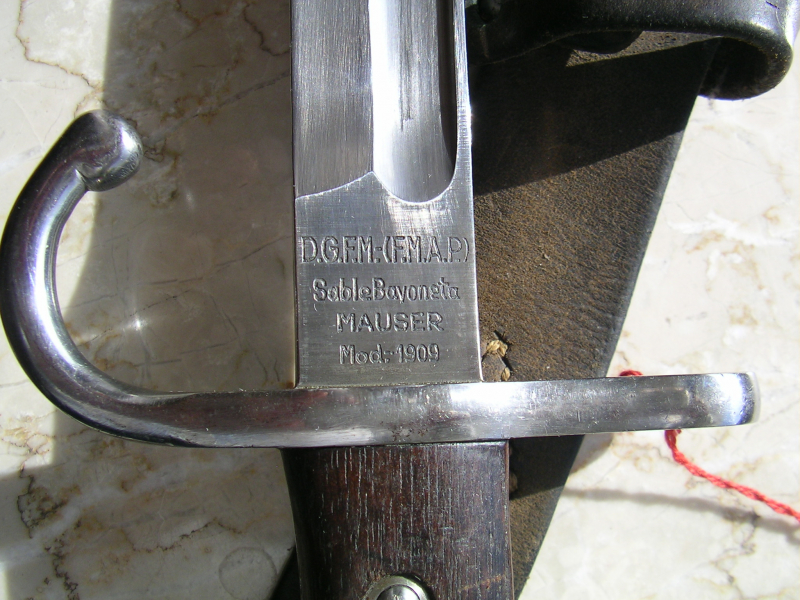 D.G.F.M.-(F.M.A.P.)
Sable Bayoneta
MAUSER
Mod:-1909